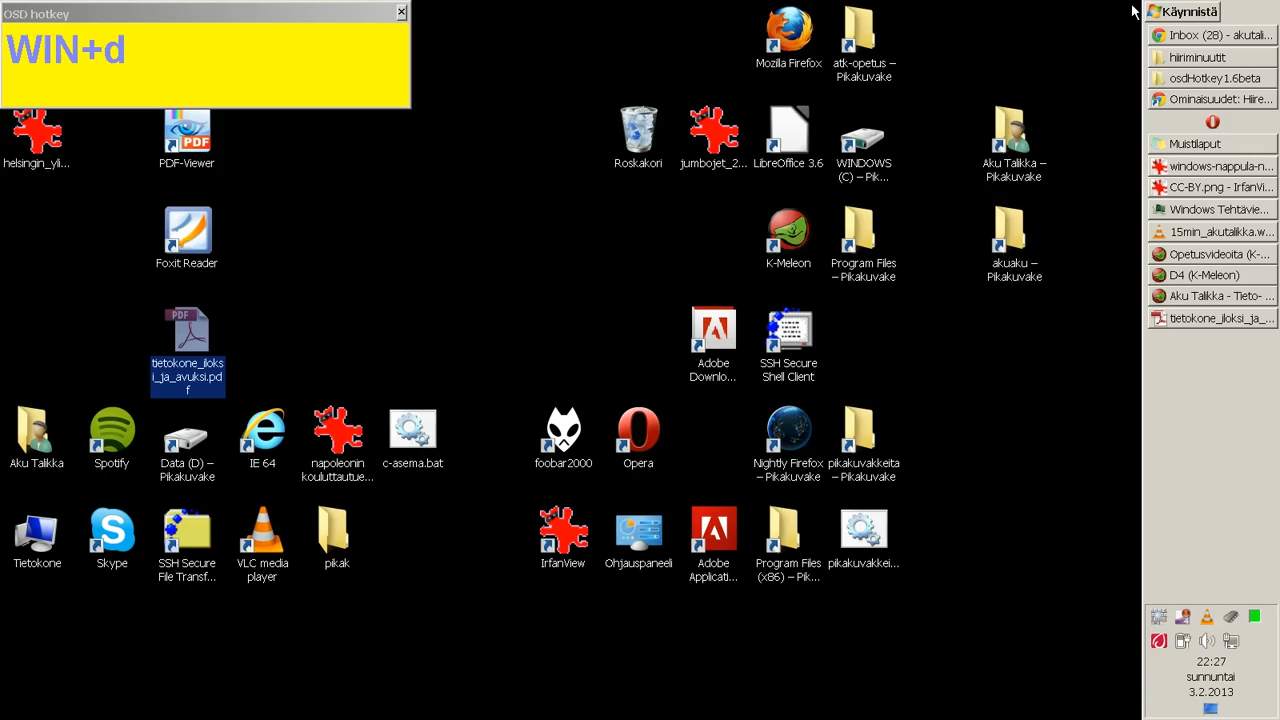 OSD hotkey
WIN+d
Mozilla Firefox
atk-opetus –
Pikakuvake
helsingin_yli...
PDF-Viewer
Roskakori
jumbojet_2...
LibreOffice 3.6
WINDOWS
(C) – Pik...
Aku Talikka –
Pikakuvake
Foxit Reader
K-Meleon
Program Files
– Pikakuvake
akuaku –
Pikakuvake
PDF
tietokone_iloks
i_ja_avuksi.pd
f
Adobe
Downlo...
SSH Secure
Shell Client
Aku Talikka
Spotify
Data (D) –
Pikakuvake
IE 64
napoleonin
kouluttautue...
c-asema.bat
foobar2000
Opera
Nightly Firefox
– Pikakuvake
pikakuvakkeita
– Pikakuvake
Tietokone
Skype
SSH Secure
File Transf...
VLC media
player
pikak
IrfanView
Ohjauspaneeli
Adobe
Applicati...
Program Files
(x86) – Pik...
pikakuvakkei...
Käynnistä
Inbox (28) - akutali...
hiiriminuutit
osdHotkey1.6beta
Ominaisuudet: Hiire...
Muistilaput
windows-nappula-n...
CC-BY.png - IrfanVi...
Windows Tehtävie...
15min_akutalikka.w...
Opetusvideoita (K-...
D4 (K-Meleon)
Aku Talikka - Tieto- ...
tietokone_iloksi_ja_...
22:27
sunnuntai
3.2.2013